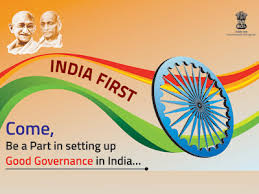 INDIA FIRST
Come,
Be a Part in setting up
Good Governance in India...